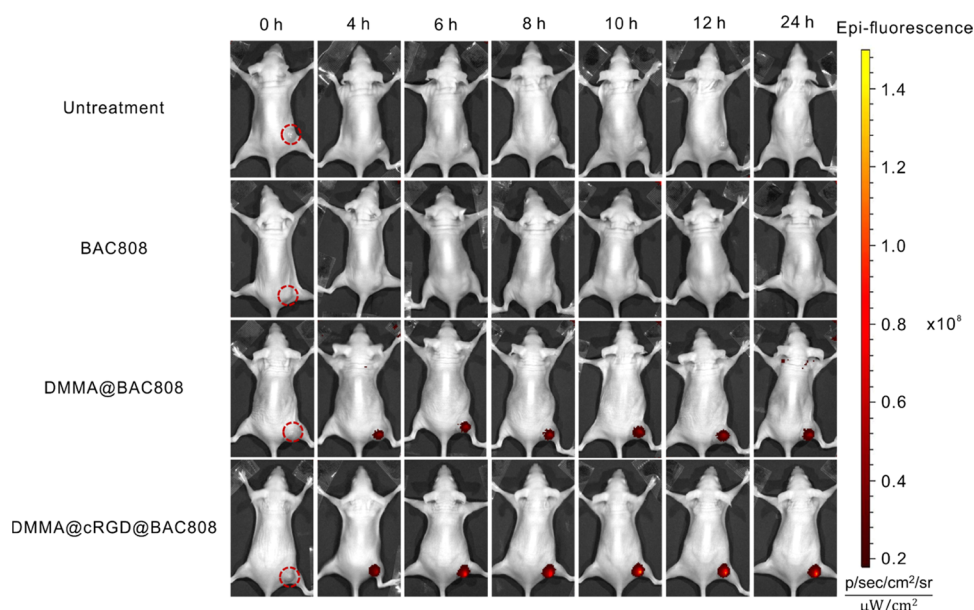 0 h 4 h 6 h 8 h 10 h 12 h 24 h Epi-fluorescence
Untreatment
BAC808
DMMA@BAC808
DMMA@cRGD@BAC808
1.4
1.2
1.0
0.8 x10⁸
0.6
0.4
0.2
p/sec/cm²/sr
μW/cm²